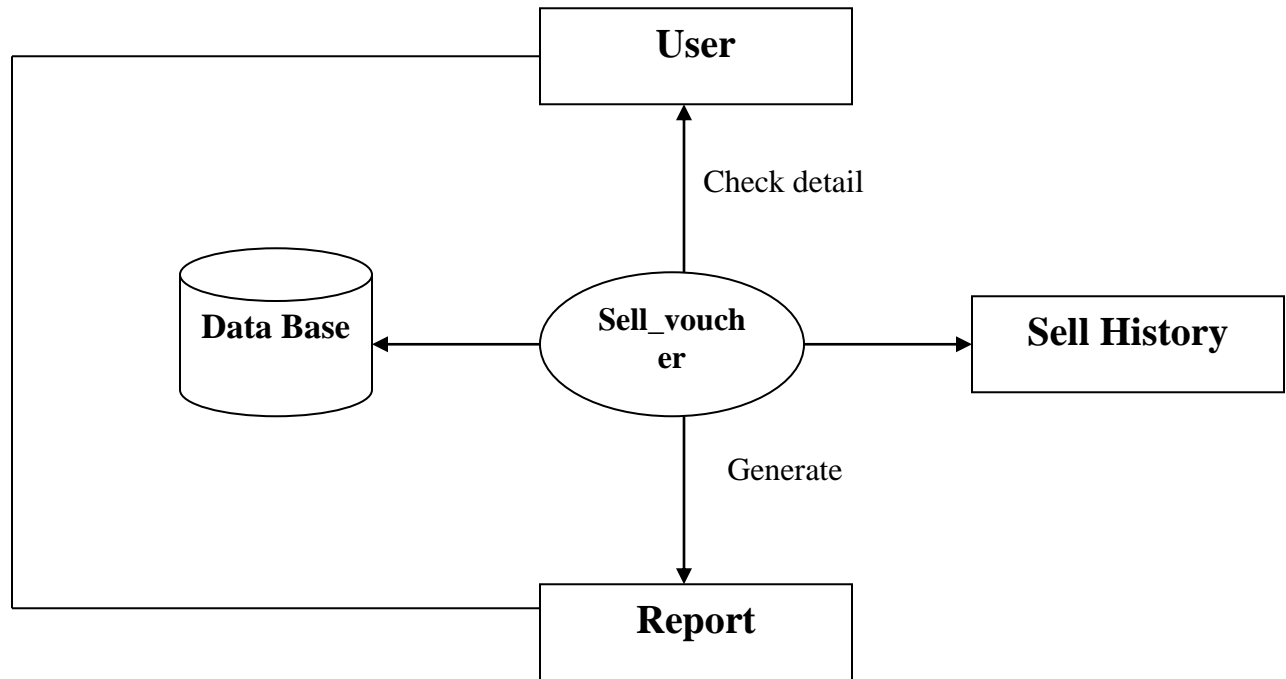 User
Check detail
Data Base
Sell_vouch
er
Sell History
Generate
Report